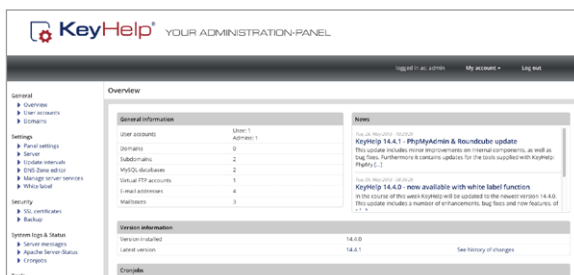 KeyHelp® YOUR ADMINISTRATION-PANEL
logged in as: admin My account Log out
General
Overview
User accounts
Domains
Settings
Panel settings
Server
Update intervals
DNS-Zone editor
Manage server services
White label
Security
SSL certificates
Backup
System logs & Status
Server messages
Apache Server-Status
Cronjobs
Overview
General information
User accounts User: 1
Admins: 1
Domains 0
Subdomains 2
MySQL databases 2
Virtual FTP accounts 1
E-mail addresses 4
Mailboxes 3
News
KeyHelp 14.4.1 - PhpMyAdmin & Roundcube update
This update includes minor improvements on internal components, as well as
bug fixes. Furthermore it contains updates for the tools supplied with KeyHelp:
PhpMy [...]
KeyHelp 14.4.0 - now available with white label function
In the course of this week KeyHelp will be updated to the newest version 14.4.0.
This update includes a number of enhancements, bug fixes and new features, of
Version information
Version installed 14.4.0
Latest version 14.4.1 See history of changes
Cronjobs